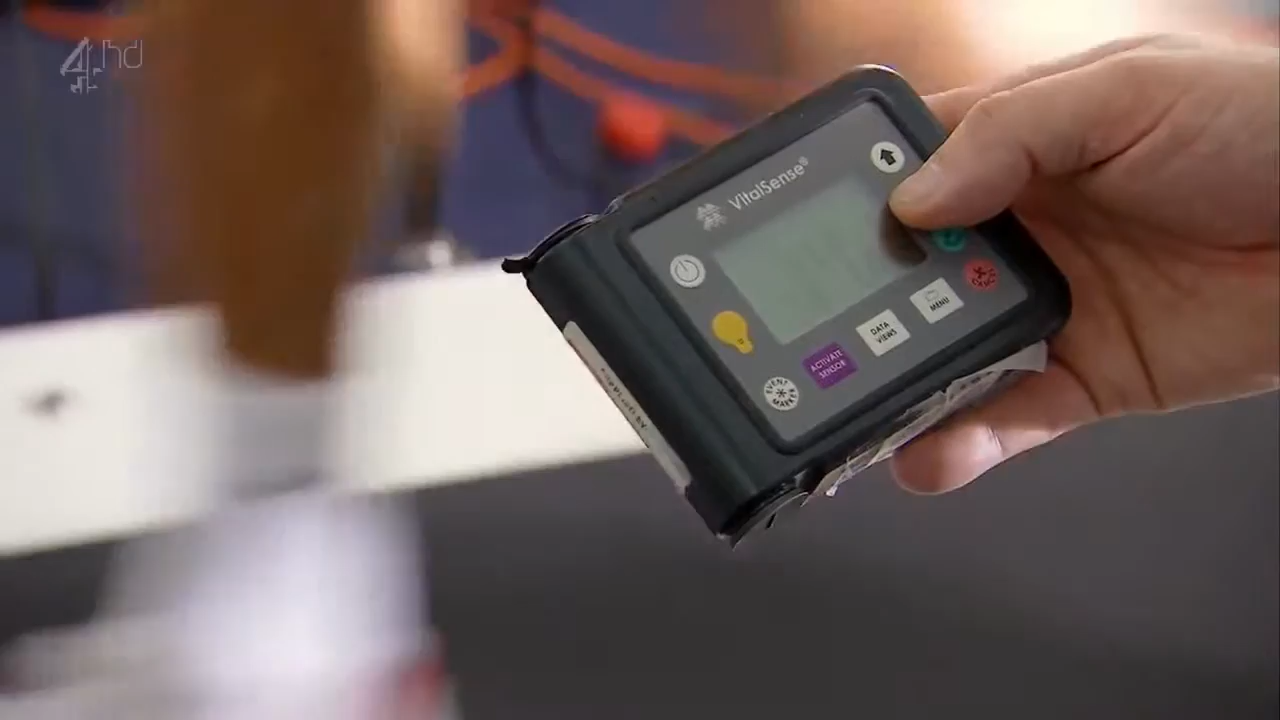 4hd
VitalSense®
MENU
DATA
VIEWS
ACTIVATE
SENSOR
EVENT
MARKER